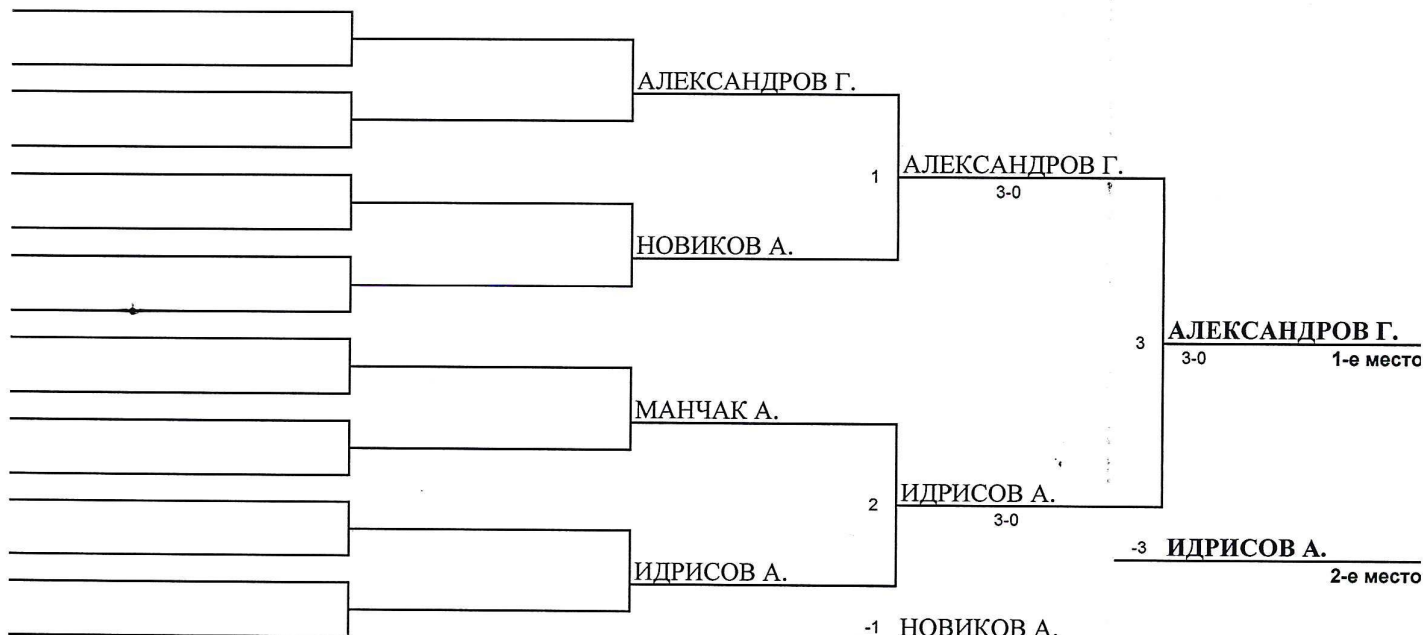 АЛЕКСАНДРОВ Г.
1 АЛЕКСАНДРОВ Г.
3-0
НОВИКОВ А.
3 АЛЕКСАНДРОВ Г.
3-0 1-е место
МАНЧАК А.
2 ИДРИСОВ А.
3-0
-3 ИДРИСОВ А.
2-е место
ИДРИСОВ А.
-1 НОВИКОВ А.